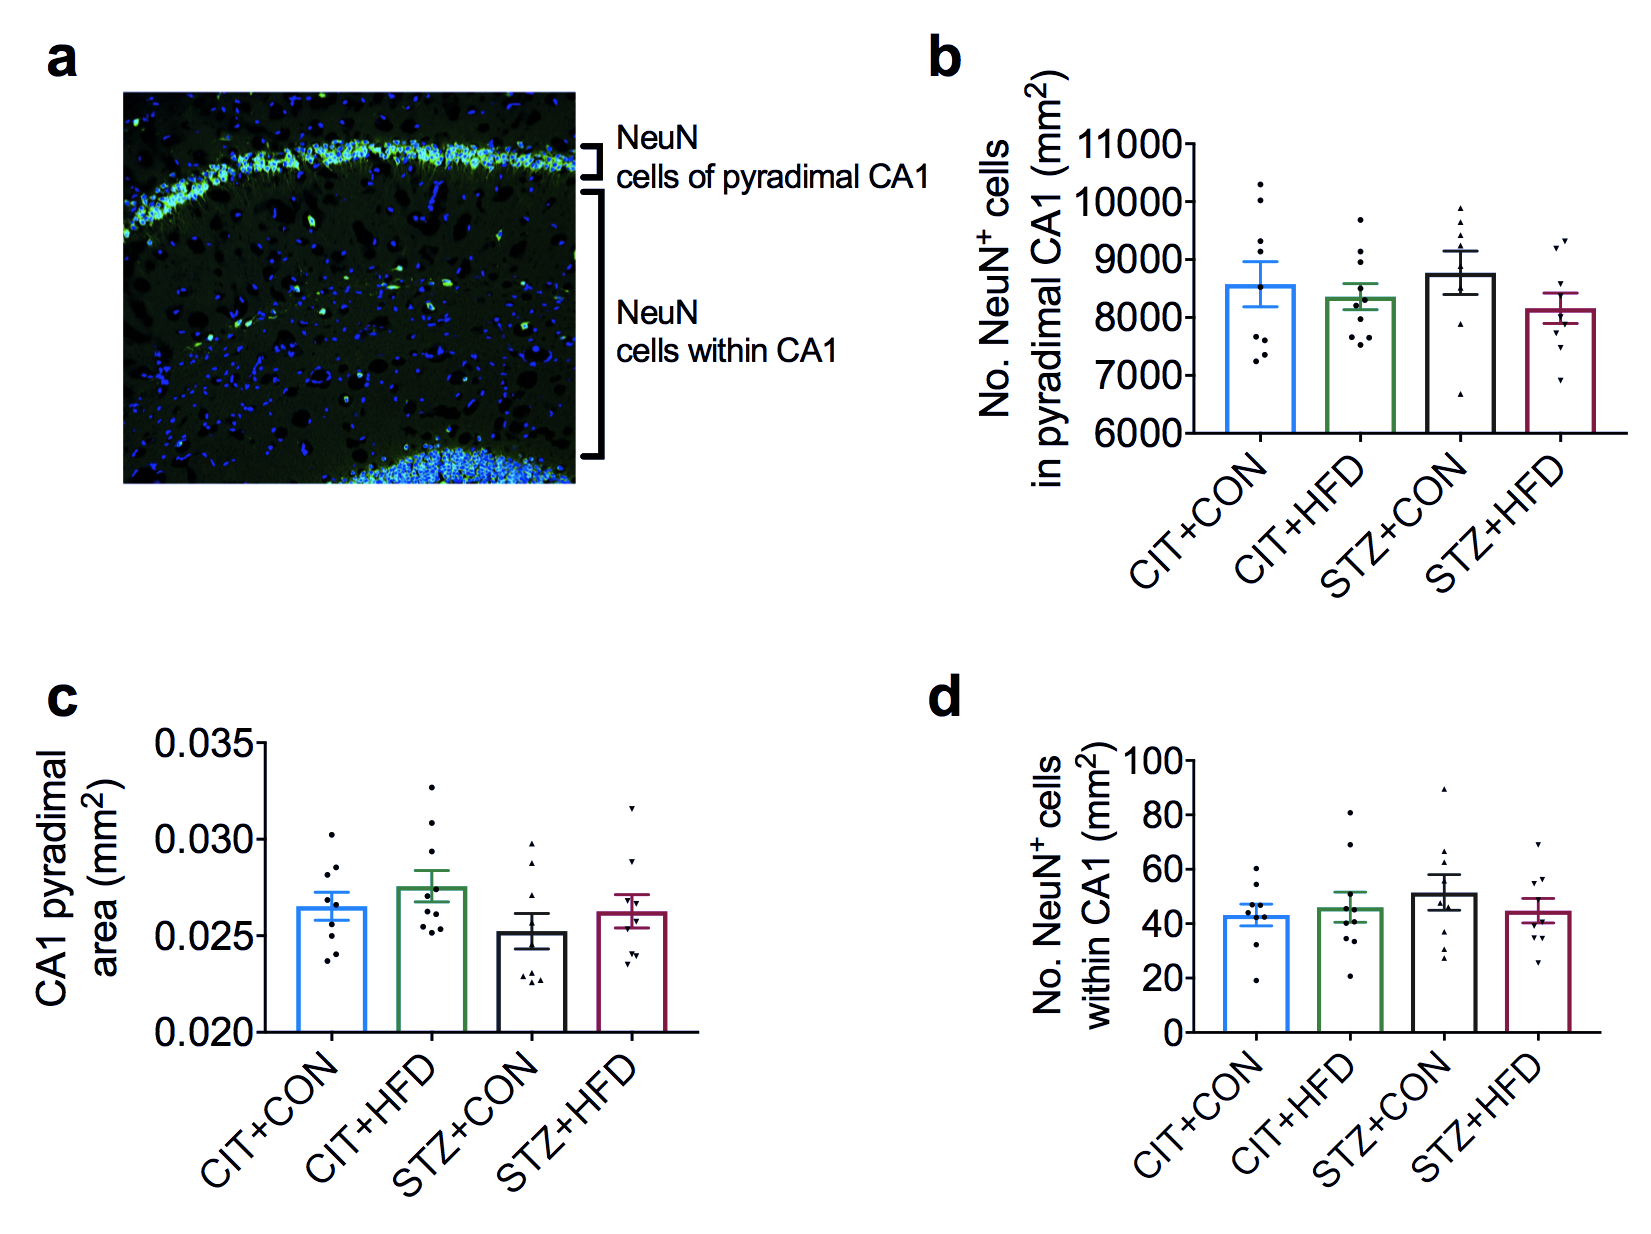 a
NeuN
cells of pyradimal CA1
NeuN
cells within CA1
b
No. NeuN⁺ cells
in pyradimal CA1 (mm²)
11000
10000
9000
8000
7000
6000
CIT+CON
CIT+HFD
STZ+CON
STZ+HFD
c
CA1 pyradimal
area (mm²)
0.035
0.030
0.025
0.020
CIT+CON
CIT+HFD
STZ+CON
STZ+HFD
d
No. NeuN⁺ cells
within CA1 (mm²)
100
80
60
40
20
0
CIT+CON
CIT+HFD
STZ+CON
STZ+HFD